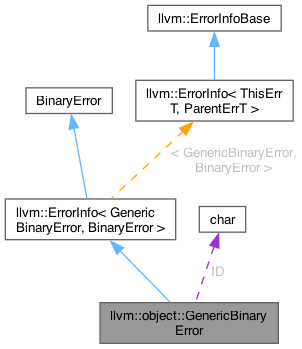 llvm::ErrorInfoBase
BinaryError
llvm::ErrorInfo< ThisErr
T, ParentErrT >
< GenericBinaryError,
BinaryError >
llvm::ErrorInfo< Generic
BinaryError, BinaryError >
char
ID
llvm::object::GenericBinary
Error